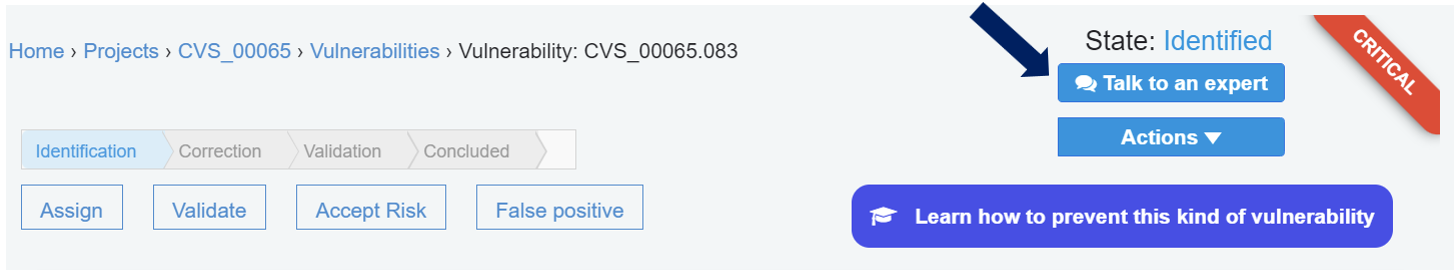 Home › Projects › CVS_00065 › Vulnerabilities › Vulnerability: CVS_00065.083
State: Identified
CRITICAL
Talk to an expert
Actions
Identification Correction Validation Concluded
Assign Validate Accept Risk False positive
Learn how to prevent this kind of vulnerability